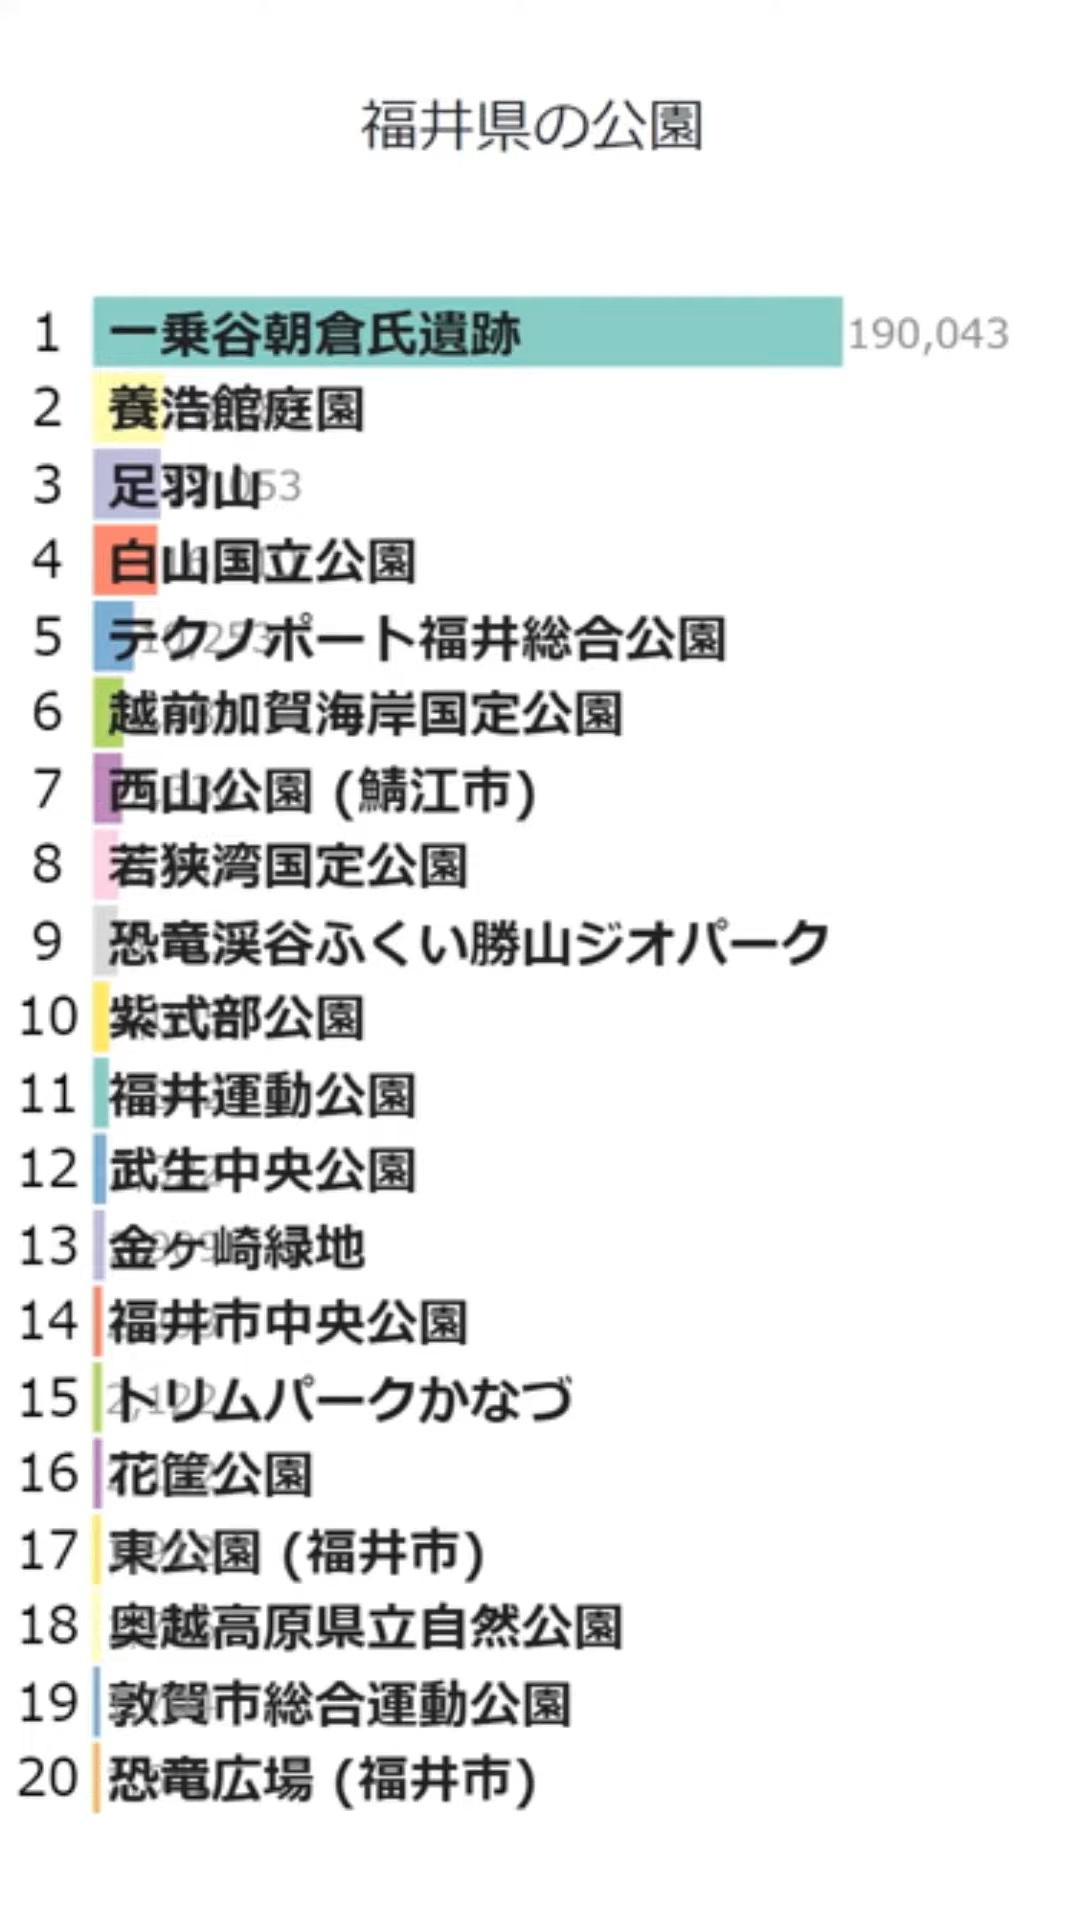 福井県の公園
1 一乗谷朝倉氏遺跡 190,043
2 養浩館庭園
3 足羽山
4 白山国立公園
5 テクノポート福井総合公園 10,253
6 越前加賀海岸国定公園
7 西山公園 (鯖江市)
8 若狭湾国定公園
9 恐竜渓谷ふくい勝山ジオパーク
10 紫式部公園
11 福井運動公園
12 武生中央公園
13 金ヶ崎緑地
14 福井市中央公園
15 トリムパークかなづ 2,122
16 花筐公園
17 東公園 (福井市)
18 奥越高原県立自然公園
19 敦賀市総合運動公園
20 恐竜広場 (福井市)